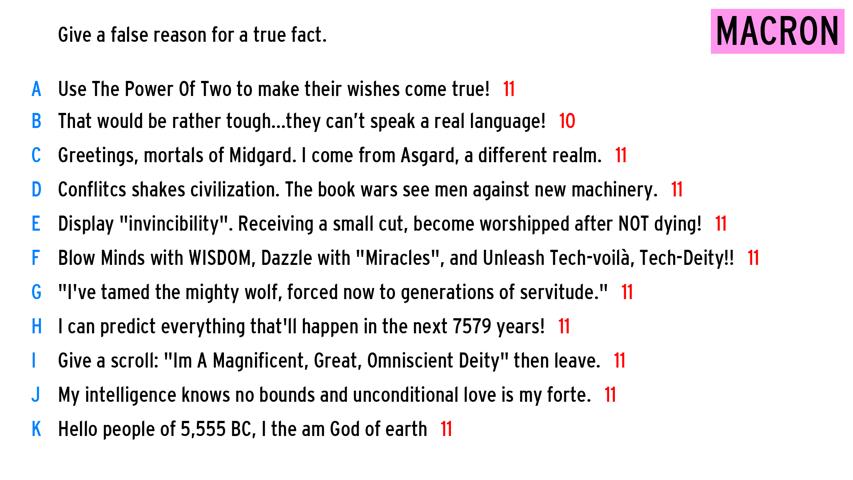 Give a false reason for a true fact.
MACRON
A Use The Power Of Two to make their wishes come true! 11
B That would be rather tough...they can't speak a real language! 10
C Greetings, mortals of Midgard. I come from Asgard, a different realm. 11
D Conflitcs shakes civilization. The book wars see men against new machinery. 11
E Display "invincibility". Receiving a small cut, become worshipped after NOT dying! 11
F Blow Minds with WISDOM, Dazzle with "Miracles", and Unleash Tech-voilà, Tech-Deity!! 11
G "I've tamed the mighty wolf, forced now to generations of servitude." 11
H I can predict everything that'll happen in the next 7579 years! 11
I Give a scroll: "Im A Magnificent, Great, Omniscient Deity" then leave. 11
J My intelligence knows no bounds and unconditional love is my forte. 11
K Hello people of 5,555 BC, I the am God of earth 11